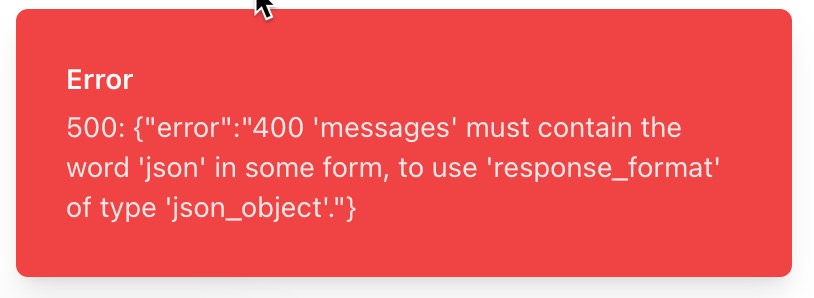 Error
500: {"error":"400 'messages' must contain the
word 'json' in some form, to use 'response_format'
of type 'json_object'."}